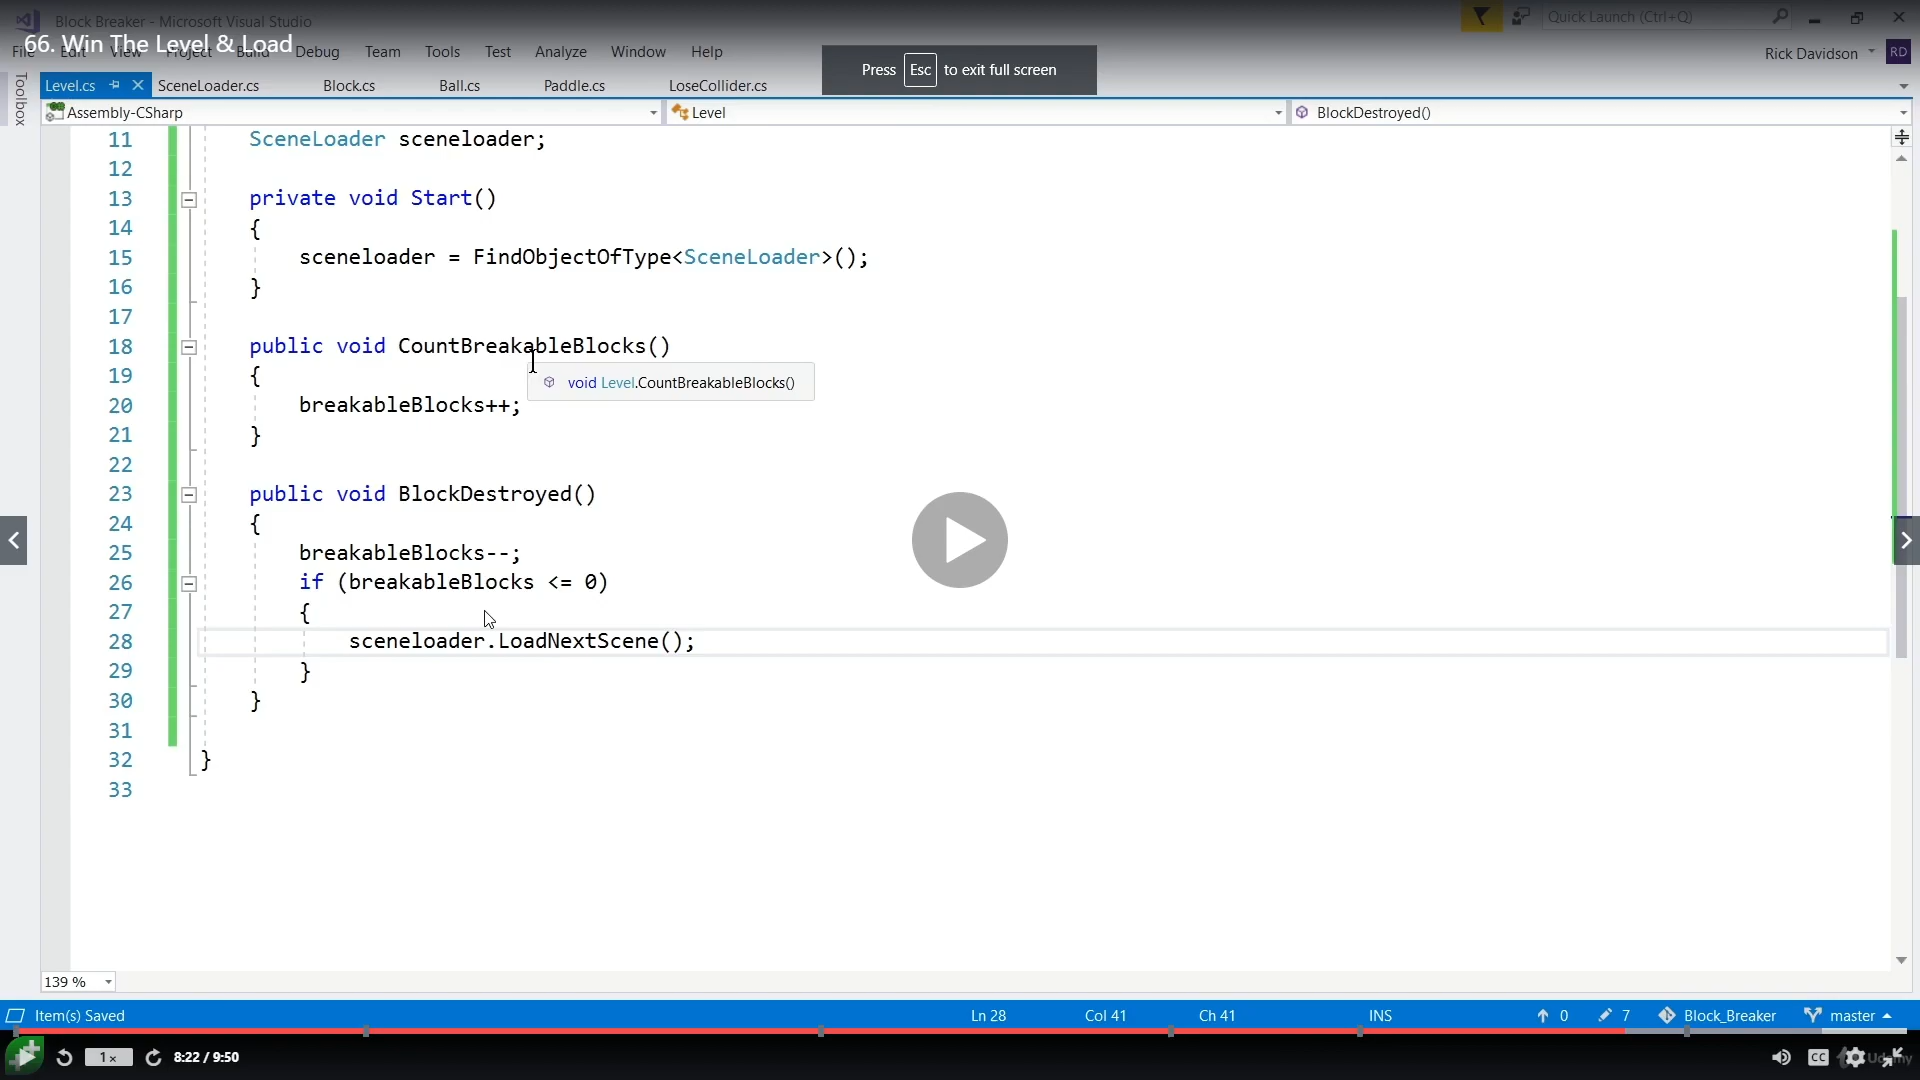 Block Breaker - Microsoft Visual Studio
Quick Launch (Ctrl+Q)
66. Win The Level & Load
File Edit View Project Build Debug Team Tools Test Analyze Window Help
Rick Davidson RD
Press Esc to exit full screen
Toolbox
Level.cs SceneLoader.cs Block.cs Ball.cs Paddle.cs LoseCollider.cs
Assembly-CSharp Level BlockDestroyed()
11 SceneLoader sceneloader;
12
13 private void Start()
14 {
15 sceneloader = FindObjectOfType<SceneLoader>();
16 }
17
18 public void CountBreakableBlocks()
19 {
void Level.CountBreakableBlocks()
20 breakableBlocks++;
21 }
22
23 public void BlockDestroyed()
24 {
25 breakableBlocks--;
26 if (breakableBlocks <= 0)
27 {
28 sceneloader.LoadNextScene();
29 }
30 }
31
32 }
33
139 %
Item(s) Saved Ln 28 Col 41 Ch 41 INS 0 7 Block_Breaker master
1x 8:22 / 9:50 CC Udemy